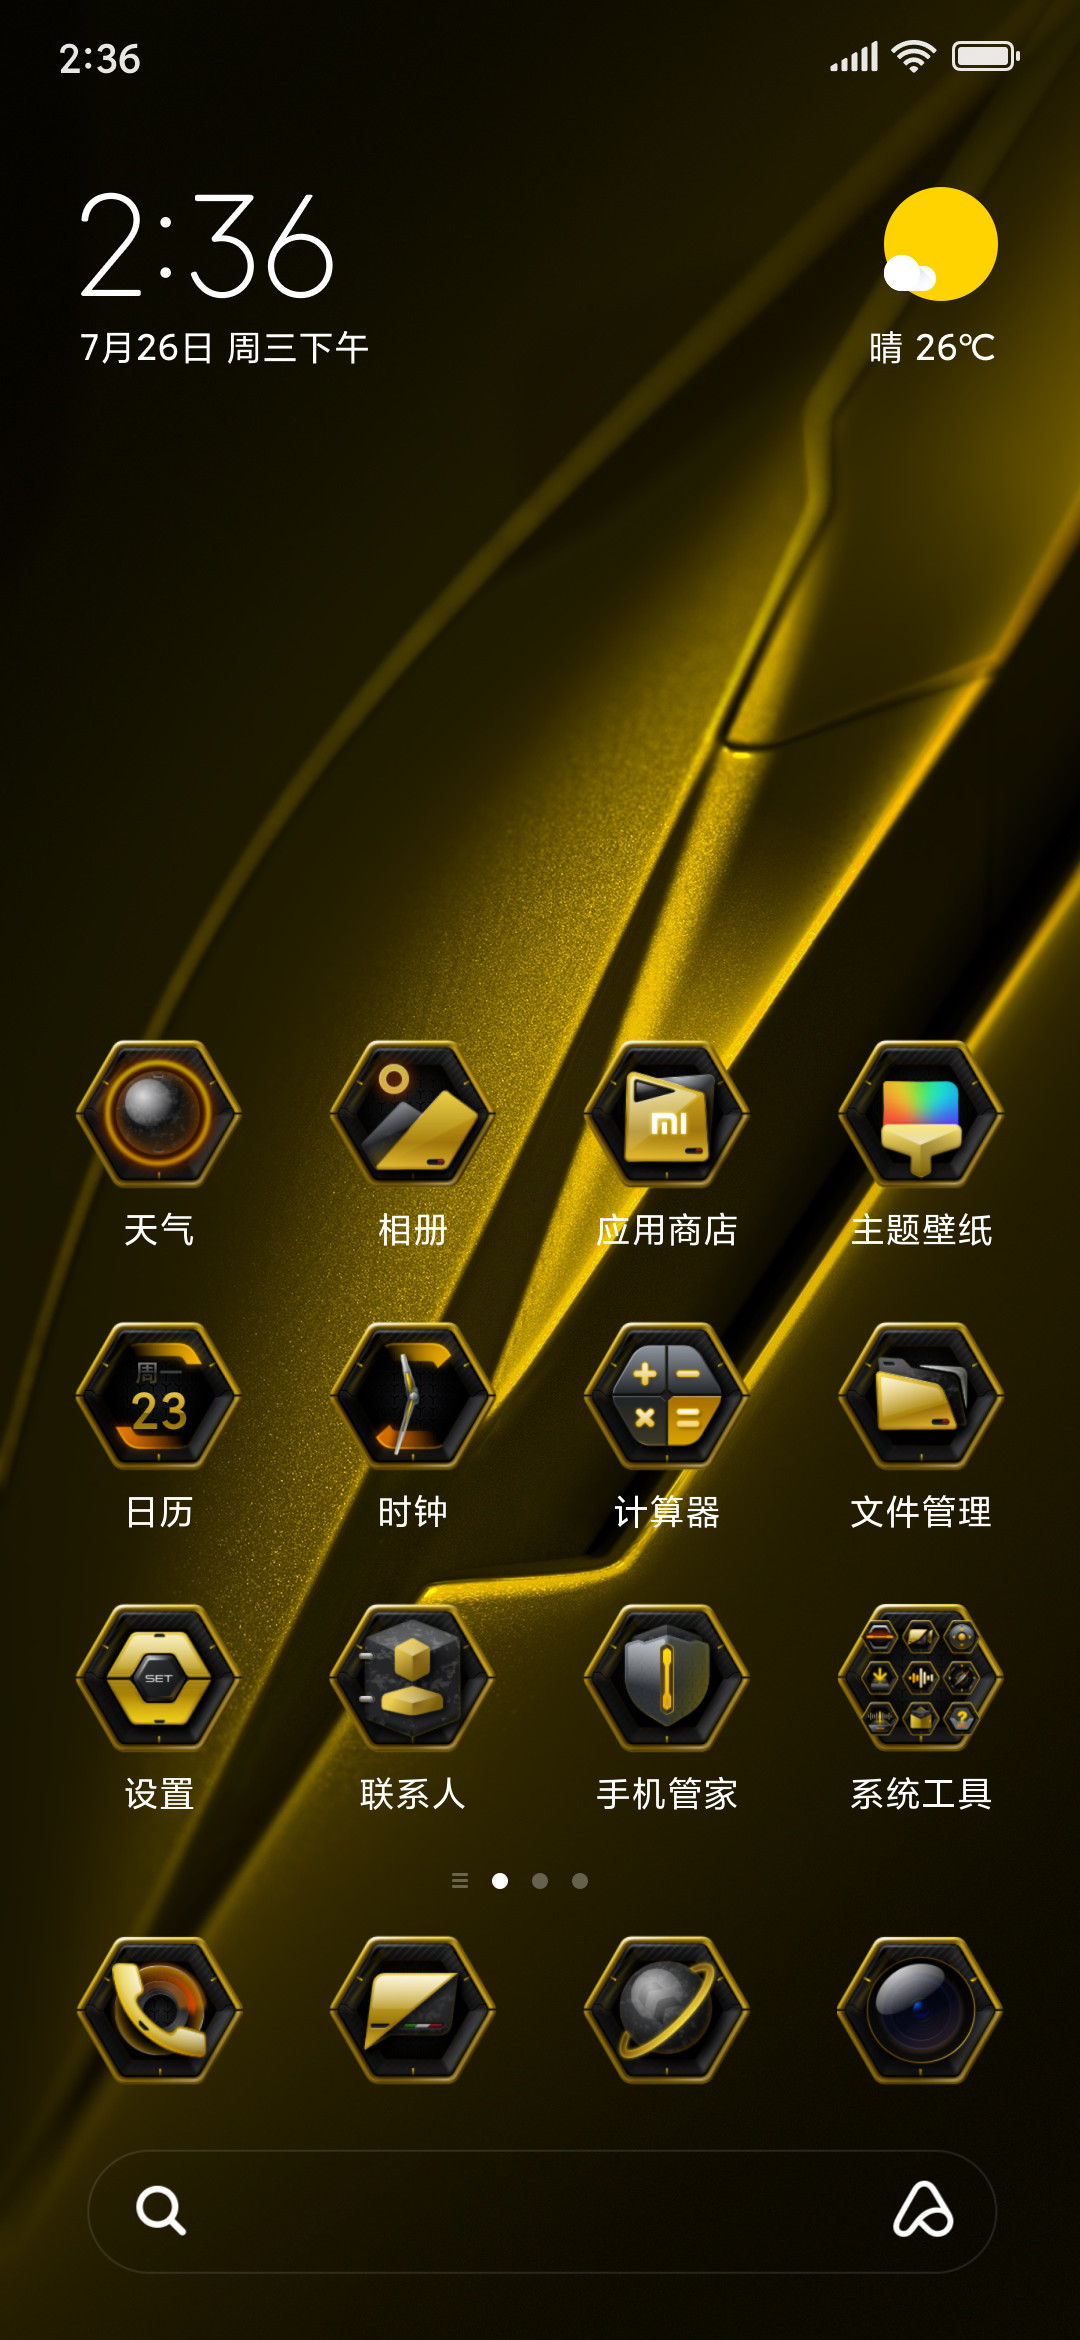 2:36
2:36
7月26日 周三下午
晴 26℃
mi
天气 相册 应用商店 主题壁纸
周一
23
日历 时钟 计算器 文件管理
SET
设置 联系人 手机管家 系统工具